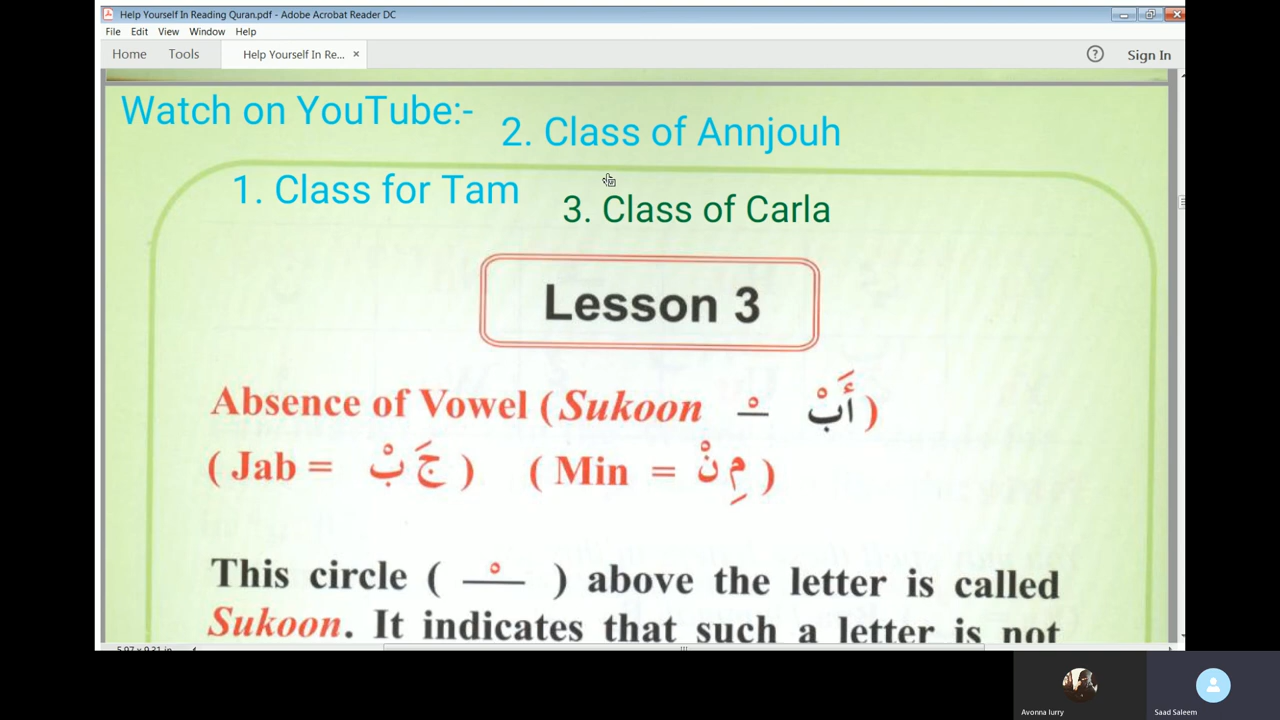 Help Yourself In Reading Quran.pdf - Adobe Acrobat Reader DC
File Edit View Window Help
Home Tools Help Yourself In Re... × Sign In
Watch on YouTube:-
2. Class of Annjouh
1. Class for Tam
3. Class of Carla
Lesson 3
Absence of Vowel ( Sukoon ـْ أَبْ )
( Jab = جَ بْ ) ( Min = مِ نْ )
This circle ( ـْ ) above the letter is called
Sukoon. It indicates that such a letter is not
Avonna lurry
Saad Saleem